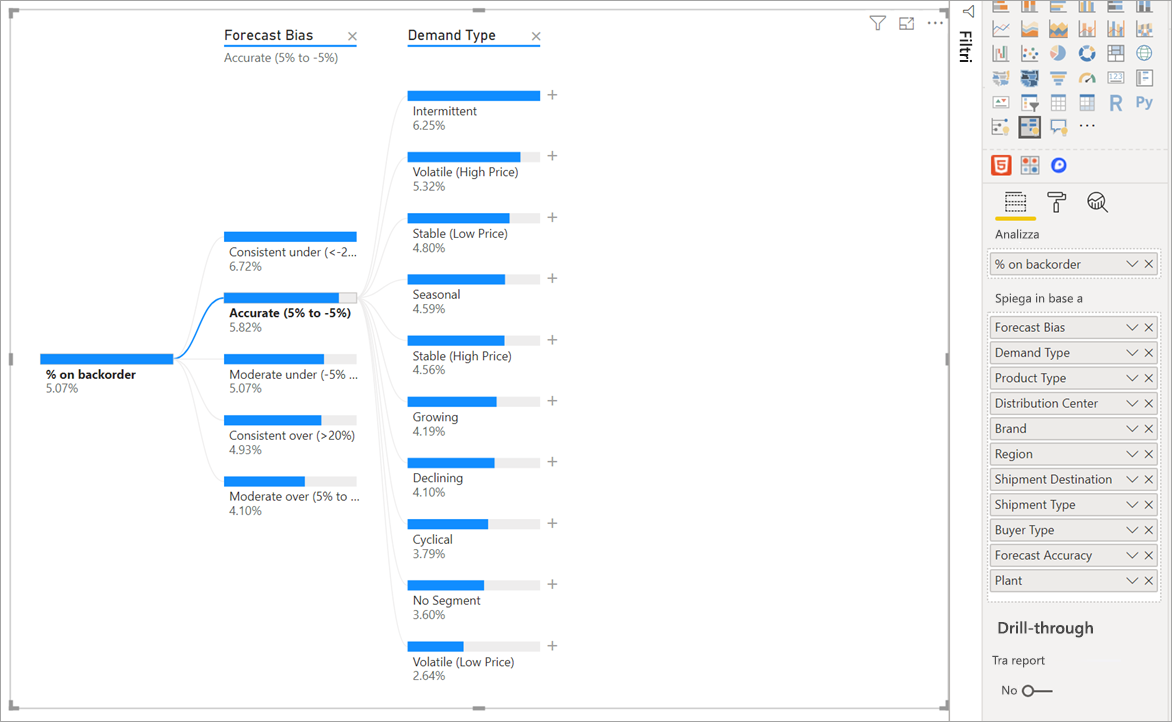 Forecast Bias
Accurate (5% to -5%)
Demand Type
% on backorder
5.07%
Consistent under (<-2...
6.72%
Accurate (5% to -5%)
5.82%
Moderate under (-5% ...
5.07%
Consistent over (>20%)
4.93%
Moderate over (5% to ...
4.10%
Intermittent
6.25%
Volatile (High Price)
5.32%
Stable (Low Price)
4.80%
Seasonal
4.59%
Stable (High Price)
4.56%
Growing
4.19%
Declining
4.10%
Cyclical
3.79%
No Segment
3.60%
Volatile (Low Price)
2.64%
Filtri
123
R
Py
5
Analizza
% on backorder
Spiega in base a
Forecast Bias
Demand Type
Product Type
Distribution Center
Brand
Region
Shipment Destination
Shipment Type
Buyer Type
Forecast Accuracy
Plant
Drill-through
Tra report
No